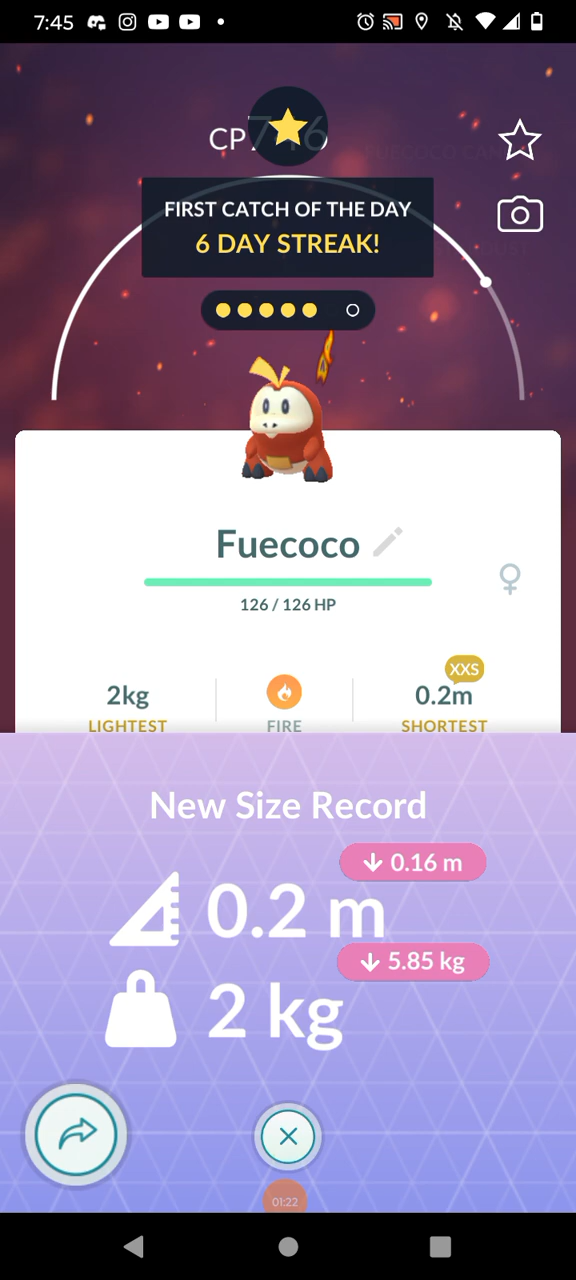 7:45
CP
FIRST CATCH OF THE DAY
6 DAY STREAK!
Fuecoco
126 / 126 HP
XXS
2kg
0.2m
LIGHTEST
FIRE
SHORTEST
New Size Record
0.16 m
0.2 m
5.85 kg
2 kg
01:22